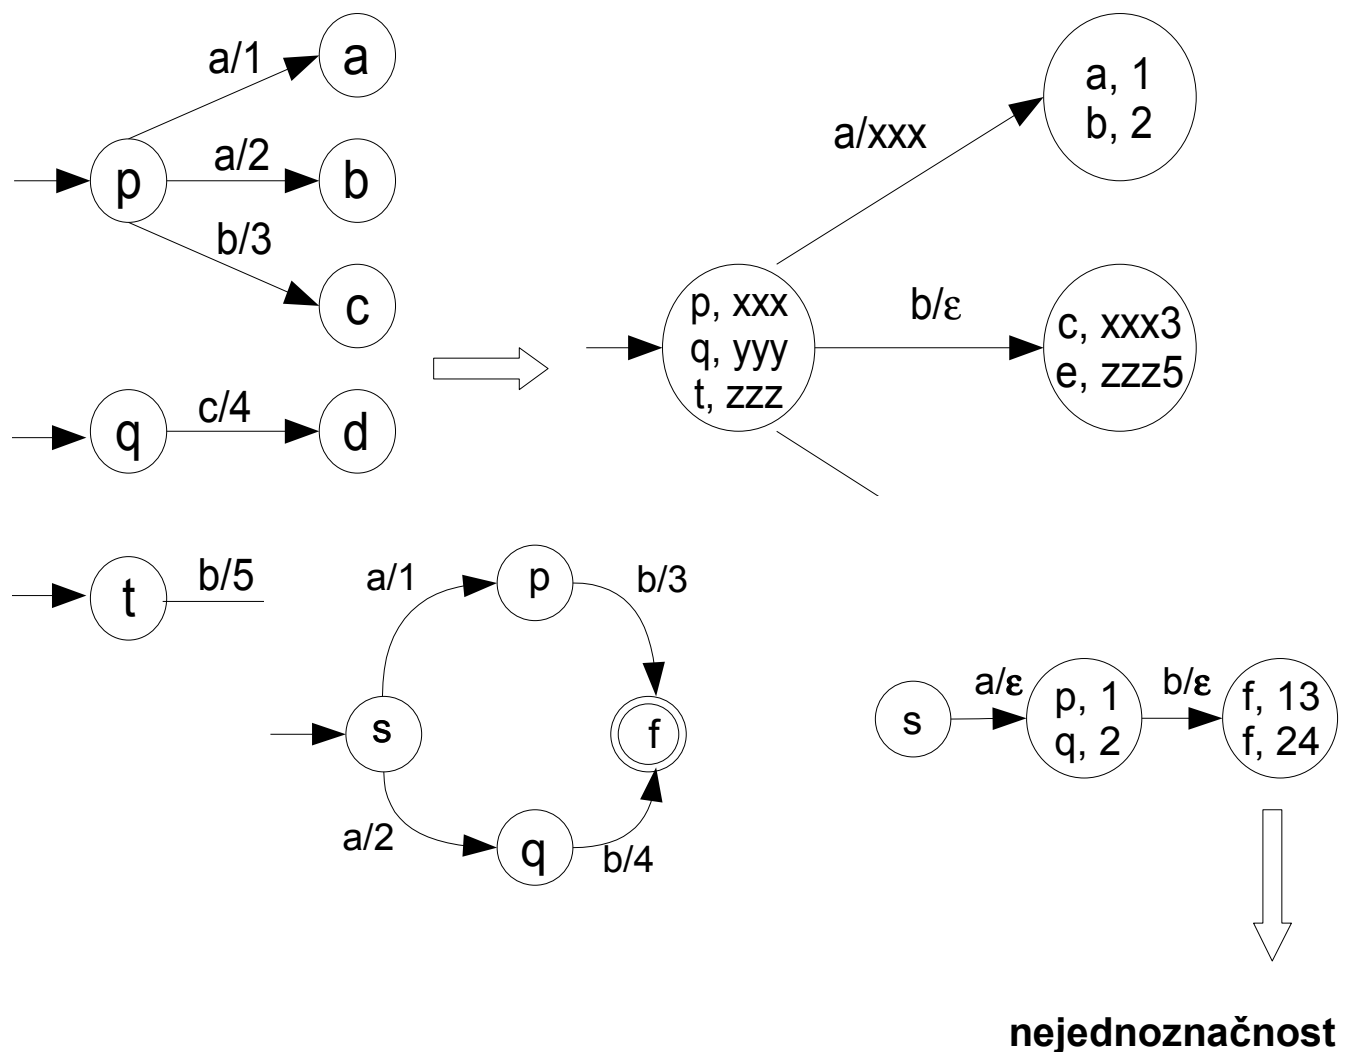 a/1
a
p
a/2
b
b/3
c
q
c/4
d
t
b/5
p, xxx
q, yyy
t, zzz
a/xxx
a, 1
b, 2
b/ε
c, xxx3
e, zzz5
s
a/1
p
b/3
f
a/2
q
b/4
s
a/ε
p, 1
q, 2
b/ε
f, 13
f, 24
nejednoznačnost